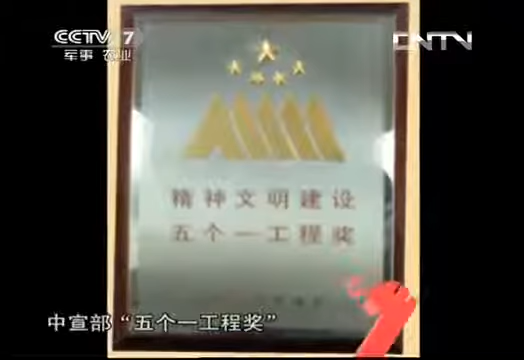 CCTV 7
军事 农业
CNTV
精神文明建设
五个一工程奖
中宣部“五个一工程奖”